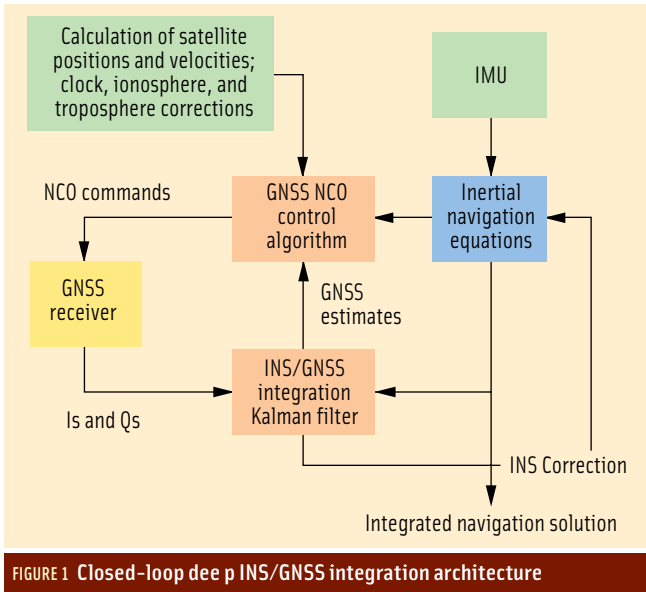 Calculation of satellite
positions and velocities;
clock, ionosphere, and
troposphere corrections
IMU
NCO commands
GNSS NCO
control
algorithm
Inertial
navigation
equations
GNSS
receiver
GNSS
estimates
INS/GNSS
integration
Kalman filter
Is and Qs
INS Correction
Integrated navigation solution
FIGURE 1 Closed-loop dee p INS/GNSS integration architecture